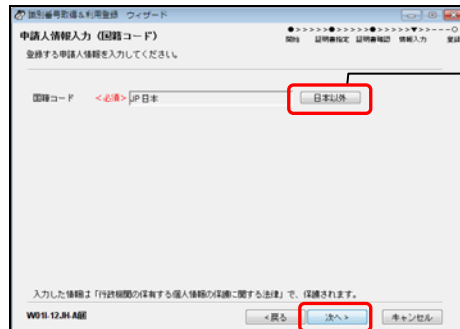 識別番号取得&利用登録 ウィザード
申請人情報入力（国籍コード）
●>>>>>●>>>>>●>>>>>▼>>---○
開始 証明書指定 証明書確認 情報入力 登録
登録する申請人情報を入力してください。
国籍コード <必須> JP日本 日本以外
入力した情報は「行政機関の保有する個人情報の保護に関する法律」で、保護されます。
W01I-12.JH-A版 <戻る 次へ> キャンセル